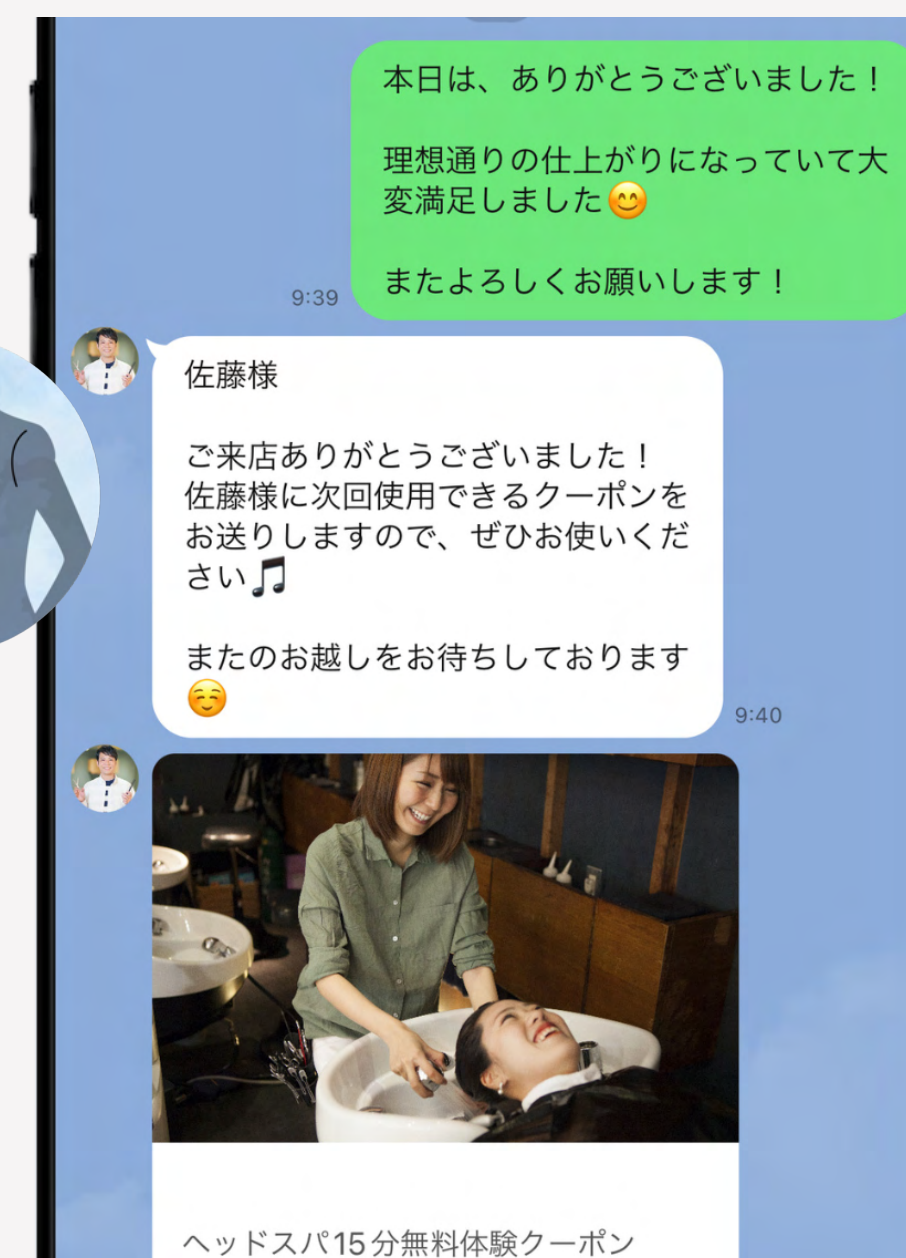 本日は、ありがとうございました！
理想通りの仕上がりになっていて大
変満足しました😊
またよろしくお願いします！
9:39
佐藤様
ご来店ありがとうございました！
佐藤様に次回使用できるクーポンを
お送りしますので、ぜひお使いくだ
さい🎵
またのお越しをお待ちしております
☺️
9:40
ヘッドスパ15分無料体験クーポン